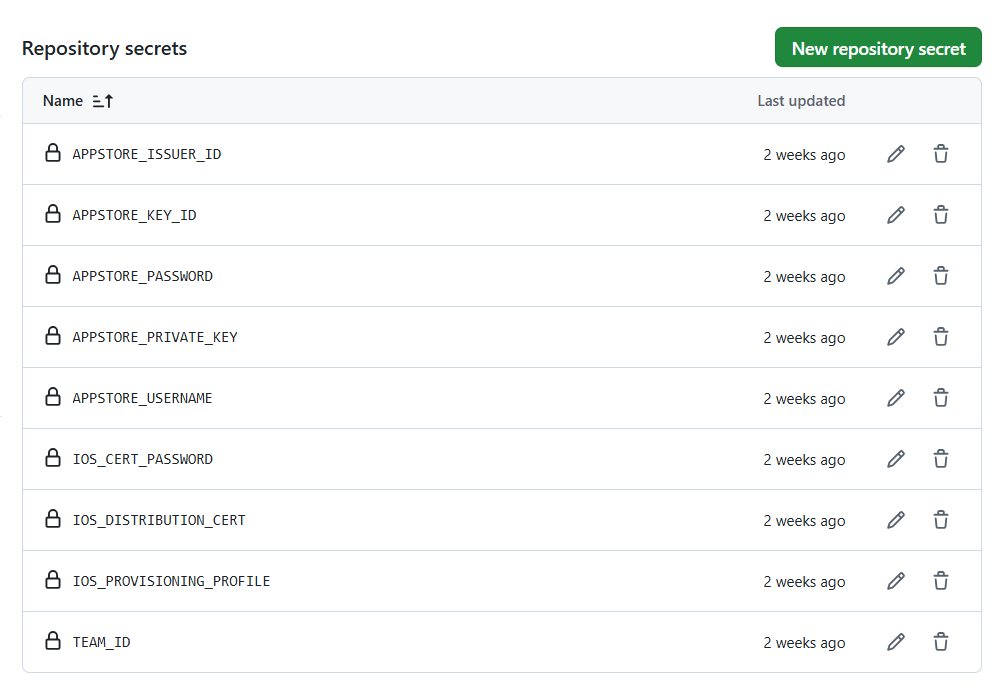 Repository secrets
New repository secret
Name
Last updated
APPSTORE_ISSUER_ID 2 weeks ago
APPSTORE_KEY_ID 2 weeks ago
APPSTORE_PASSWORD 2 weeks ago
APPSTORE_PRIVATE_KEY 2 weeks ago
APPSTORE_USERNAME 2 weeks ago
IOS_CERT_PASSWORD 2 weeks ago
IOS_DISTRIBUTION_CERT 2 weeks ago
IOS_PROVISIONING_PROFILE 2 weeks ago
TEAM_ID 2 weeks ago